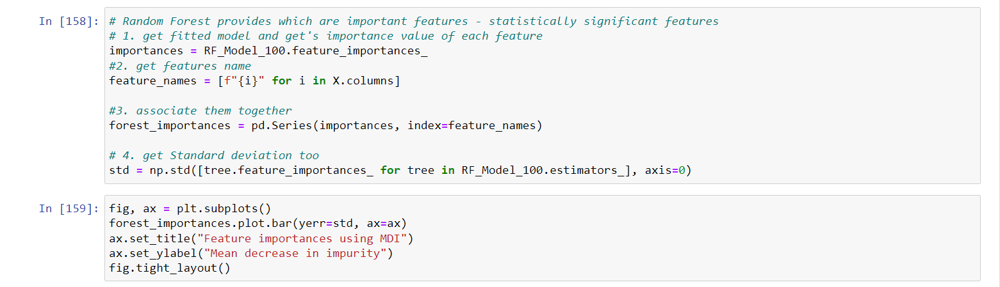 In [158]: # Random Forest provides which are important features - statistically significant features
# 1. get fitted model and get's importance value of each feature
importances = RF_Model_100.feature_importances_
#2. get features name
feature_names = [f"{i}" for i in X.columns]
#3. associate them together
forest_importances = pd.Series(importances, index=feature_names)
# 4. get Standard deviation too
std = np.std([tree.feature_importances_ for tree in RF_Model_100.estimators_], axis=0)
In [159]: fig, ax = plt.subplots()
forest_importances.plot.bar(yerr=std, ax=ax)
ax.set_title("Feature importances using MDI")
ax.set_ylabel("Mean decrease in impurity")
fig.tight_layout()